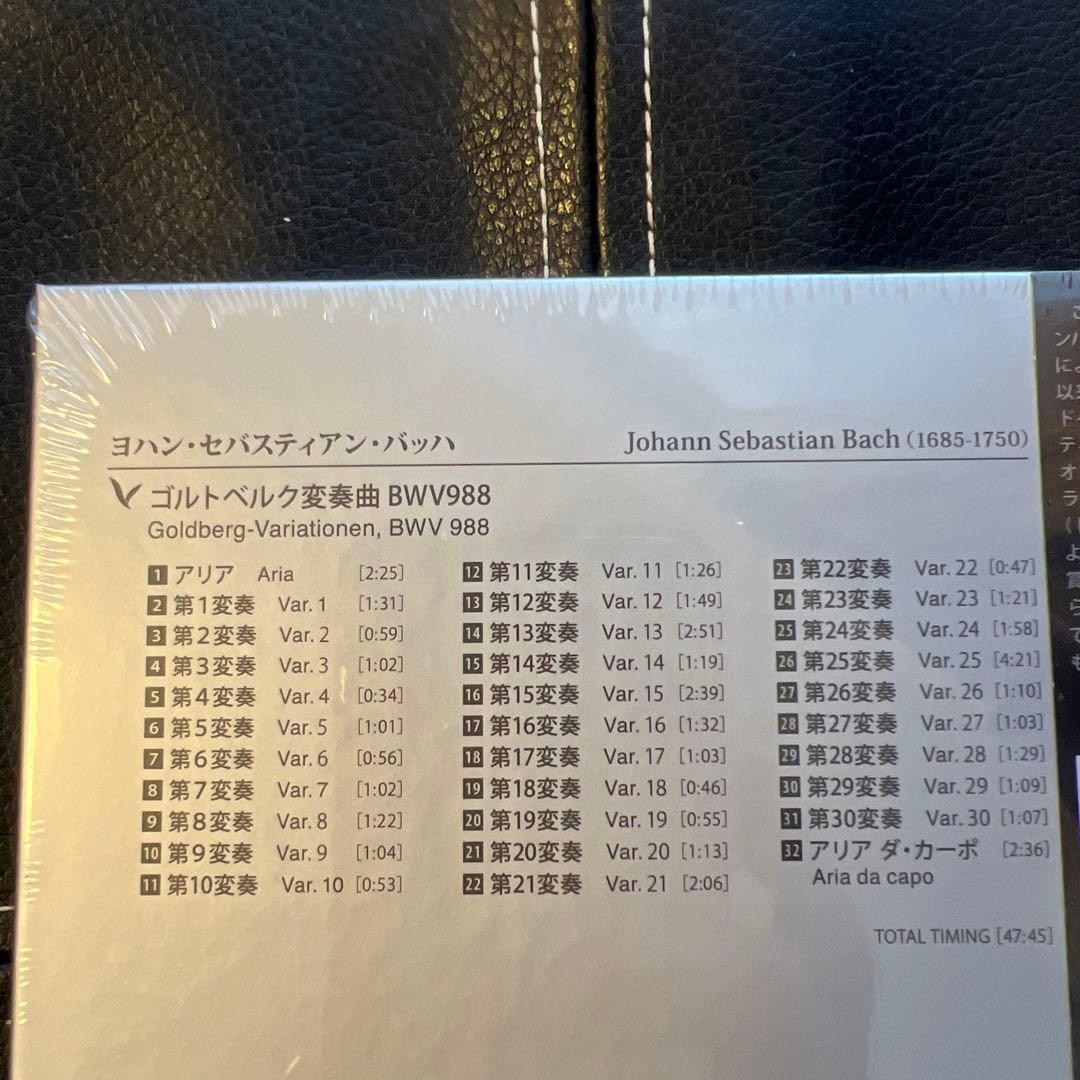 ヨハン・セバスティアン・バッハ Johann Sebastian Bach (1685-1750)
ゴルトベルク変奏曲 BWV988
Goldberg-Variationen, BWV 988
1 アリア Aria [2:25]
2 第1変奏 Var. 1 [1:31]
3 第2変奏 Var. 2 [0:59]
4 第3変奏 Var. 3 [1:02]
5 第4変奏 Var. 4 [0:34]
6 第5変奏 Var. 5 [1:01]
7 第6変奏 Var. 6 [0:56]
8 第7変奏 Var. 7 [1:02]
9 第8変奏 Var. 8 [1:22]
10 第9変奏 Var. 9 [1:04]
11 第10変奏 Var. 10 [0:53]
12 第11変奏 Var. 11 [1:26]
13 第12変奏 Var. 12 [1:49]
14 第13変奏 Var. 13 [2:51]
15 第14変奏 Var. 14 [1:19]
16 第15変奏 Var. 15 [2:39]
17 第16変奏 Var. 16 [1:32]
18 第17変奏 Var. 17 [1:03]
19 第18変奏 Var. 18 [0:46]
20 第19変奏 Var. 19 [0:55]
21 第20変奏 Var. 20 [1:13]
22 第21変奏 Var. 21 [2:06]
23 第22変奏 Var. 22 [0:47]
24 第23変奏 Var. 23 [1:21]
25 第24変奏 Var. 24 [1:58]
26 第25変奏 Var. 25 [4:21]
27 第26変奏 Var. 26 [1:10]
28 第27変奏 Var. 27 [1:03]
29 第28変奏 Var. 28 [1:29]
30 第29変奏 Var. 29 [1:09]
31 第30変奏 Var. 30 [1:07]
32 アリア ダ・カーポ [2:36]
Aria da capo
TOTAL TIMING [47:45]